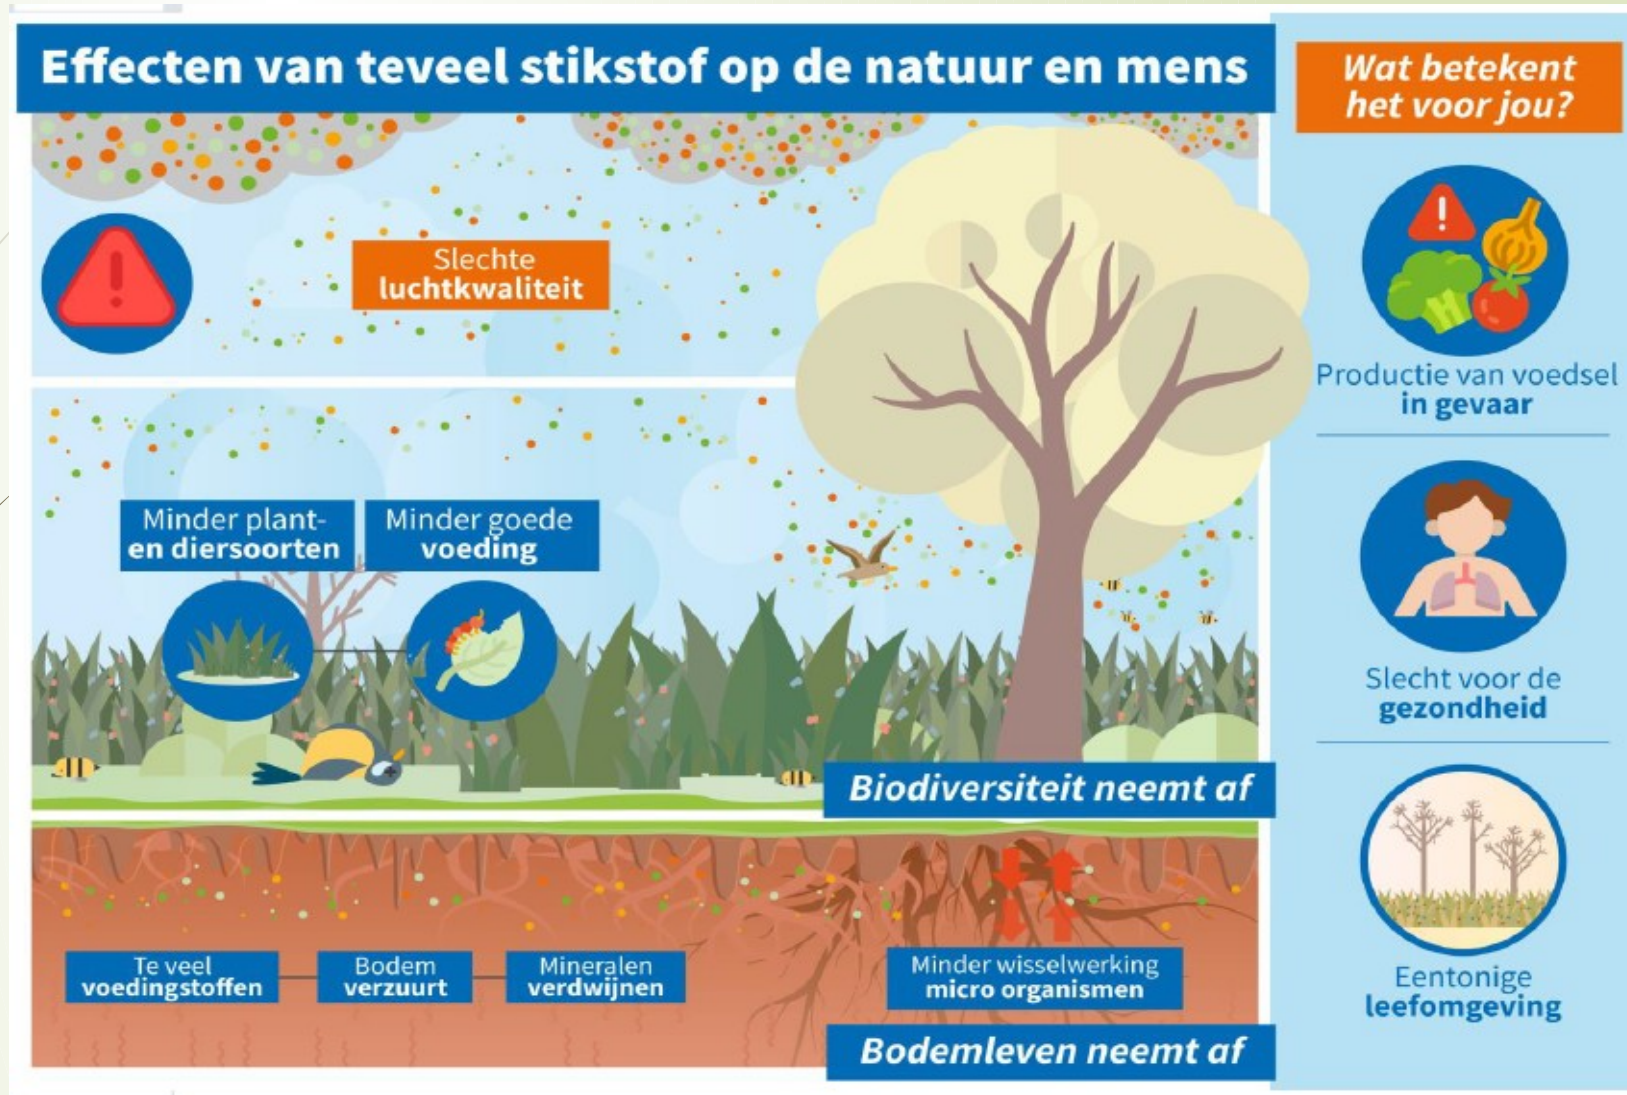 Effecten van teveel stikstof op de natuur en mens
Slechte
luchtkwaliteit
Minder plant-
en diersoorten
Minder goede
voeding
Biodiversiteit neemt af
Te veel
voedingstoffen
Bodem
verzuurt
Mineralen
verdwijnen
Minder wisselwerking
micro organismen
Bodemleven neemt af
Wat betekent
het voor jou?
Productie van voedsel
in gevaar
Slecht voor de
gezondheid
Eentonige
leefomgeving